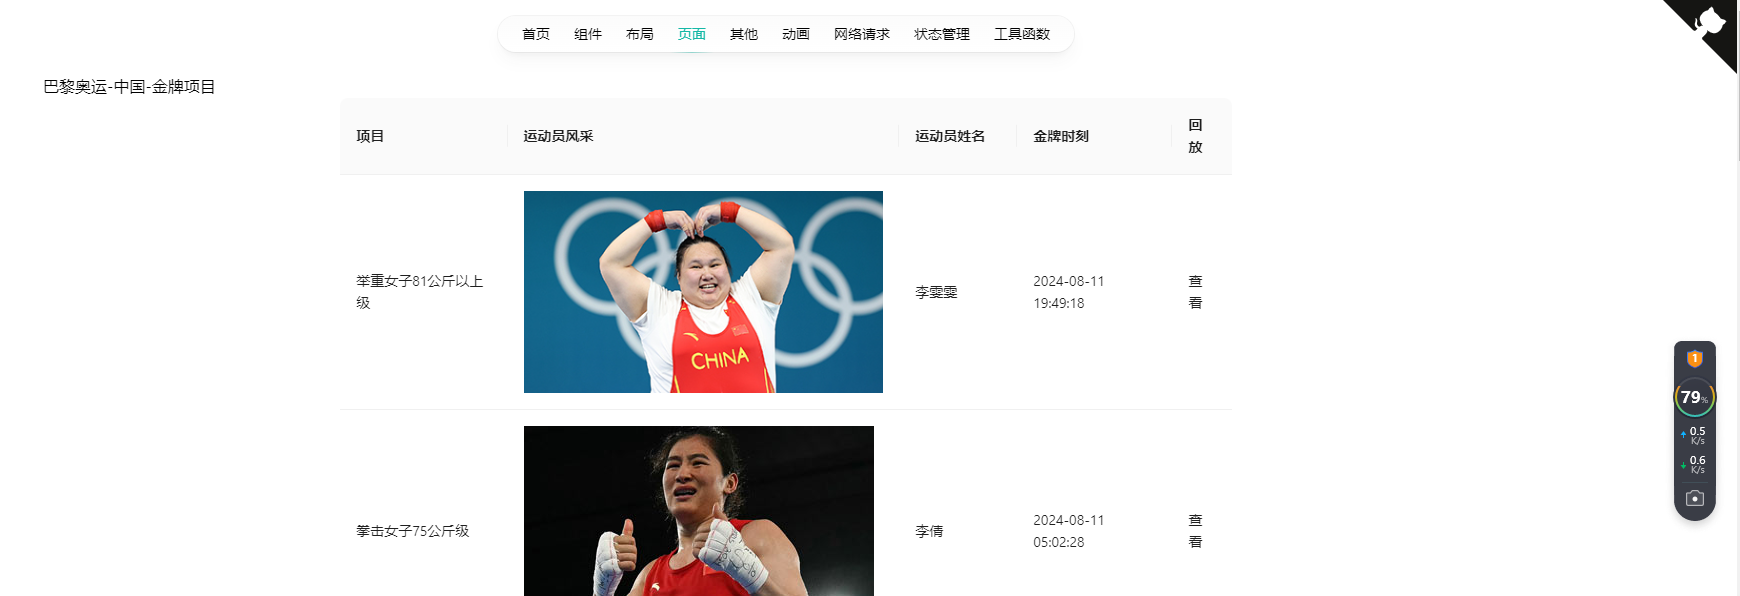 首页 组件 布局 页面 其他 动画 网络请求 状态管理 工具函数
巴黎奥运-中国-金牌项目
项目 运动员风采 运动员姓名 金牌时刻 回
放
举重女子81公斤以上
级
CHINA
李雯雯
2024-08-11
19:49:18
查
看
拳击女子75公斤级
李倩
2024-08-11
05:02:28
查
看
1
79%
0.5
K/s
0.6
K/s